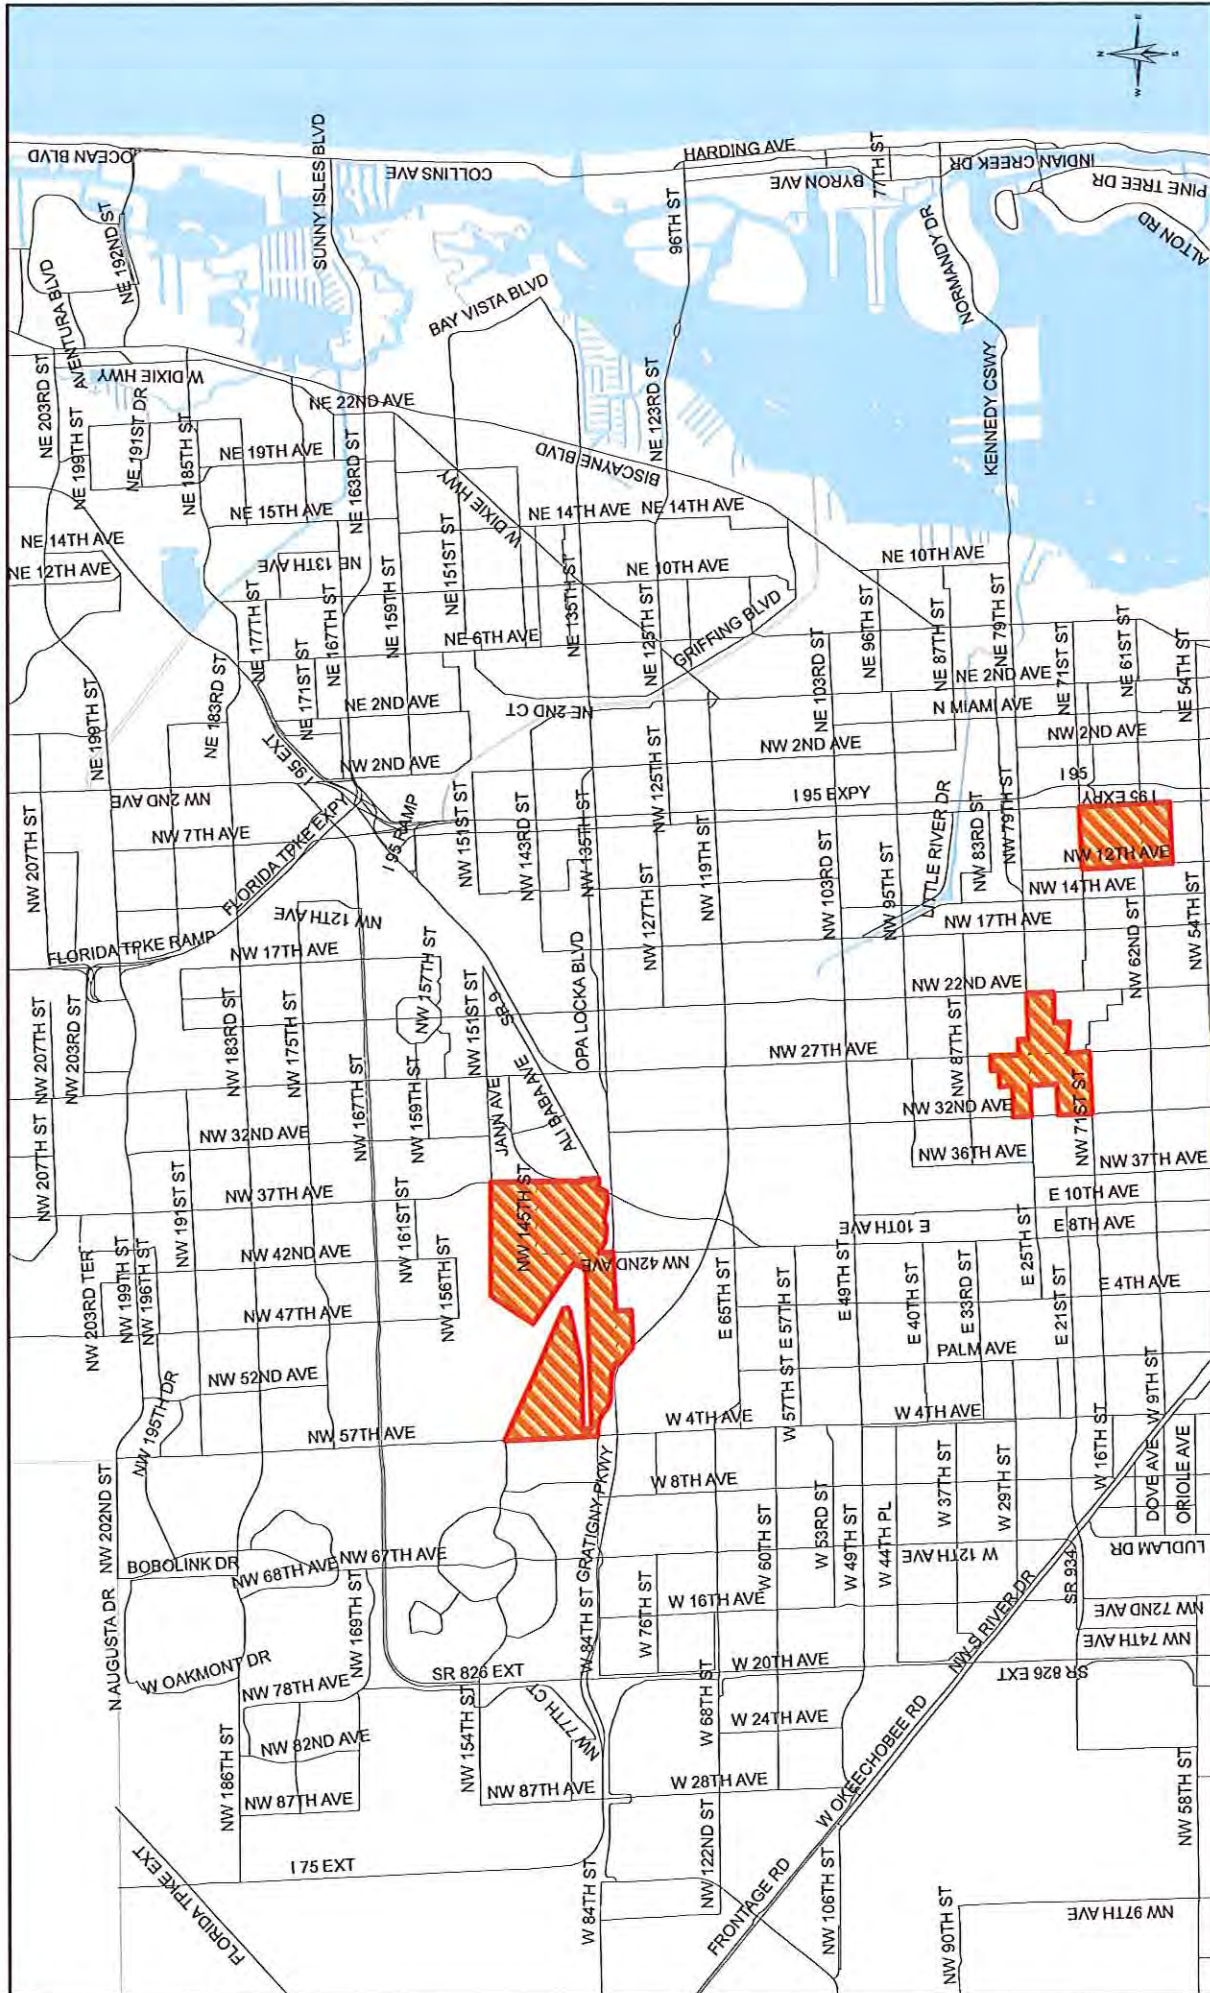 E
N
S
W
OCEAN BLVD
NE 192ND ST
AVENTURA BLVD
SUNNY ISLES BLVD
COLLINS AVE
HARDING AVE
96TH ST
BYRON AVE
77TH ST
INDIAN CREEK DR
PINE TREE DR
ALTON RD
NORMANDY DR
KENNEDY CSWY
BAY VISTA BLVD
NE 203RD ST
W DIXIE HWY
NE 199TH ST
NE 191ST DR
NE 185TH ST
NE 22ND AVE
NE 19TH AVE
NE 163RD ST
BISCAYNE BLVD
NE 123RD ST
NE 15TH AVE
W DIXIE HWY
NE 14TH AVE
NE 14TH AVE
NE 14TH AVE
NE 12TH AVE
NE 13TH AVE
NE 151ST ST
NE 135TH ST
NE 10TH AVE
NE 10TH AVE
NE 177TH ST
NE 167TH ST
NE 159TH ST
NE 6TH AVE
NE 125TH ST
GRIFFING BLVD
NE 96TH ST
NE 87TH ST
NE 79TH ST
NE 183RD ST
NE 171ST ST
NE 2ND AVE
NE 2ND CT
NE 103RD ST
NE 2ND AVE
NE 71ST ST
NE 61ST ST
NE 54TH ST
NE 199TH ST
I 95 EXT
NW 2ND AVE
N MIAMI AVE
NW 2ND AVE
NW 2ND AVE
NW 2ND AVE
NW 125TH ST
I 95
I 95 EXPY
I 95 EXPY
NW 207TH ST
NW 7TH AVE
FLORIDA TPKE EXPY
I 95 RAMP
NW 151ST ST
NW 143RD ST
NW 135TH ST
NW 119TH ST
LITTLE RIVER DR
NW 83RD ST
NW 79TH ST
NW 12TH AVE
NW 14TH AVE
NW 12TH AVE
NW 127TH ST
NW 103RD ST
NW 95TH ST
NW 17TH AVE
NW 62ND ST
NW 54TH ST
FLORIDA TPKE RAMP
NW 17TH AVE
NW 157TH ST
SR 9
OPA LOCKA BLVD
NW 22ND AVE
NW 207TH ST
NW 203RD ST
NW 183RD ST
NW 175TH ST
NW 151ST ST
NW 27TH AVE
NW 87TH ST
NW 167TH ST
NW 159TH ST
JANN AVE
ALI BABA AVE
NW 32ND AVE
NW 32ND AVE
NW 71ST ST
NW 207TH ST
NW 191ST ST
NW 37TH AVE
NW 145TH ST
NW 36TH AVE
NW 37TH AVE
E 10TH AVE
E 10TH AVE
E 8TH AVE
NW 203RD TER
NW 199TH ST
NW 196TH ST
NW 42ND AVE
NW 161ST ST
NW 156TH ST
NW 42ND AVE
E 65TH ST
E 57TH ST
E 49TH ST
E 40TH ST
E 33RD ST
E 25TH ST
E 21ST ST
E 4TH AVE
NW 47TH AVE
PALM AVE
NW 52ND AVE
NW 195TH DR
W 57TH ST
W 9TH ST
W 4TH AVE
W 4TH AVE
NW 57TH AVE
W 16TH ST
NW 202ND ST
GRATIGNY PKWY
W 8TH AVE
W 60TH ST
W 53RD ST
W 49TH ST
W 44TH PL
W 37TH ST
W 29TH ST
DOVE AVE
ORIOLE AVE
BOBOLINK DR
NW 68TH AVE
NW 67TH AVE
W 12TH AVE
SR 934
LUDLAM DR
N AUGUSTA DR
NW 169TH ST
W 84TH ST
W 76TH ST
W 16TH AVE
NW S RIVER DR
NW 72ND AVE
NW 74TH AVE
W OAKMONT DR
NW 78TH AVE
SR 826 EXT
W 20TH AVE
SR 826 EXT
NW 186TH ST
NW 82ND AVE
NW 154TH ST
NW 77TH CT
W 68TH ST
W 24TH AVE
W OKEECHOBEE RD
NW 87TH AVE
NW 87TH AVE
W 28TH AVE
NW 58TH ST
FLORIDA TPKE EXT
I 75 EXT
W 84TH ST
NW 122ND ST
FRONTAGE RD
NW 106TH ST
NW 90TH ST
NW 97TH AVE